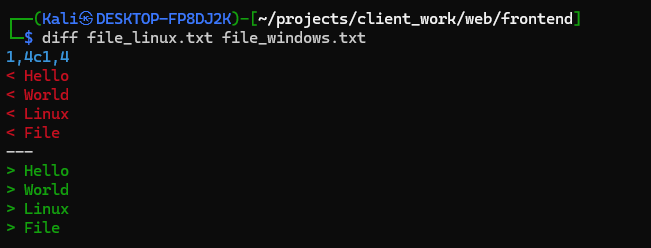 ┌──(Kali㉿DESKTOP-FP8DJ2K)-[~/projects/client_work/web/frontend]
└─$ diff file_linux.txt file_windows.txt
1,4c1,4
< Hello
< World
< Linux
< File
---
> Hello
> World
> Linux
> File